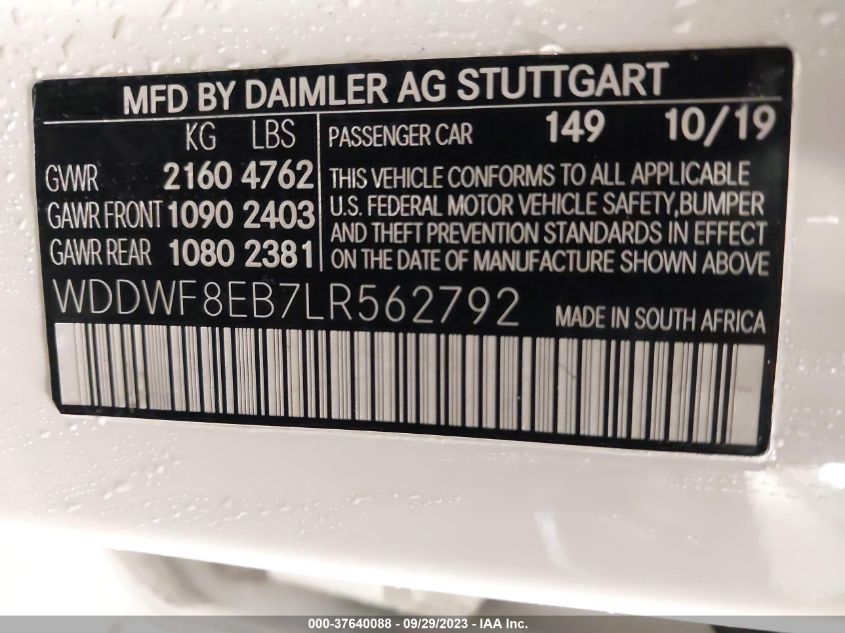 MFD BY DAIMLER AG STUTTGART
KG LBS
GVWR 2160 4762
GAWR FRONT 1090 2403
GAWR REAR 1080 2381
PASSENGER CAR 149 10/19
THIS VEHICLE CONFORMS TO ALL APPLICABLE
U.S. FEDERAL MOTOR VEHICLE SAFETY,BUMPER
AND THEFT PREVENTION STANDARDS IN EFFECT
ON THE DATE OF MANUFACTURE SHOWN ABOVE
WDDWF8EB7LR562792 MADE IN SOUTH AFRICA
000-37640088 - 09/29/2023 - IAA Inc.